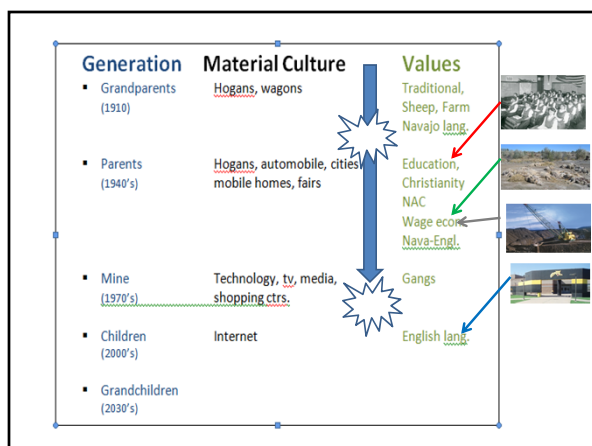 Generation Material Culture Values
Grandparents Hogans, wagons Traditional,
(1910) Sheep, Farm
Navajo lang.
Parents Hogans, automobile, cities Education,
(1940's) mobile homes, fairs Christianity
NAC
Wage econ
Nava-Engl.
Mine Technology, tv, media, Gangs
(1970's) shopping ctrs.
Children Internet English lang.
(2000's)
Grandchildren
(2030's)